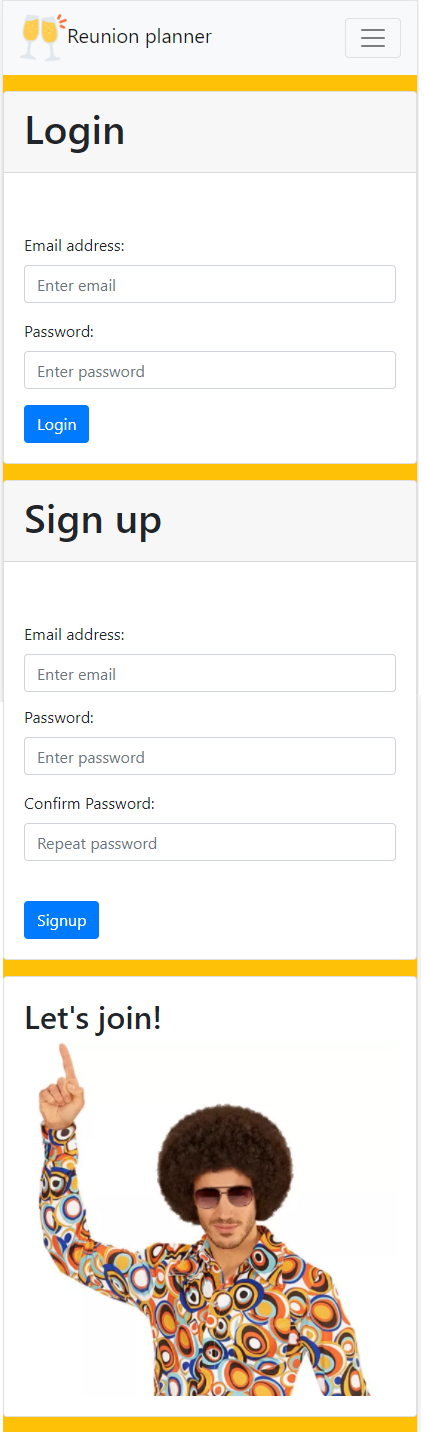 Reunion planner
Login
Email address:
Enter email
Password:
Enter password
Login
Sign up
Email address:
Enter email
Password:
Enter password
Confirm Password:
Repeat password
Signup
Let's join!